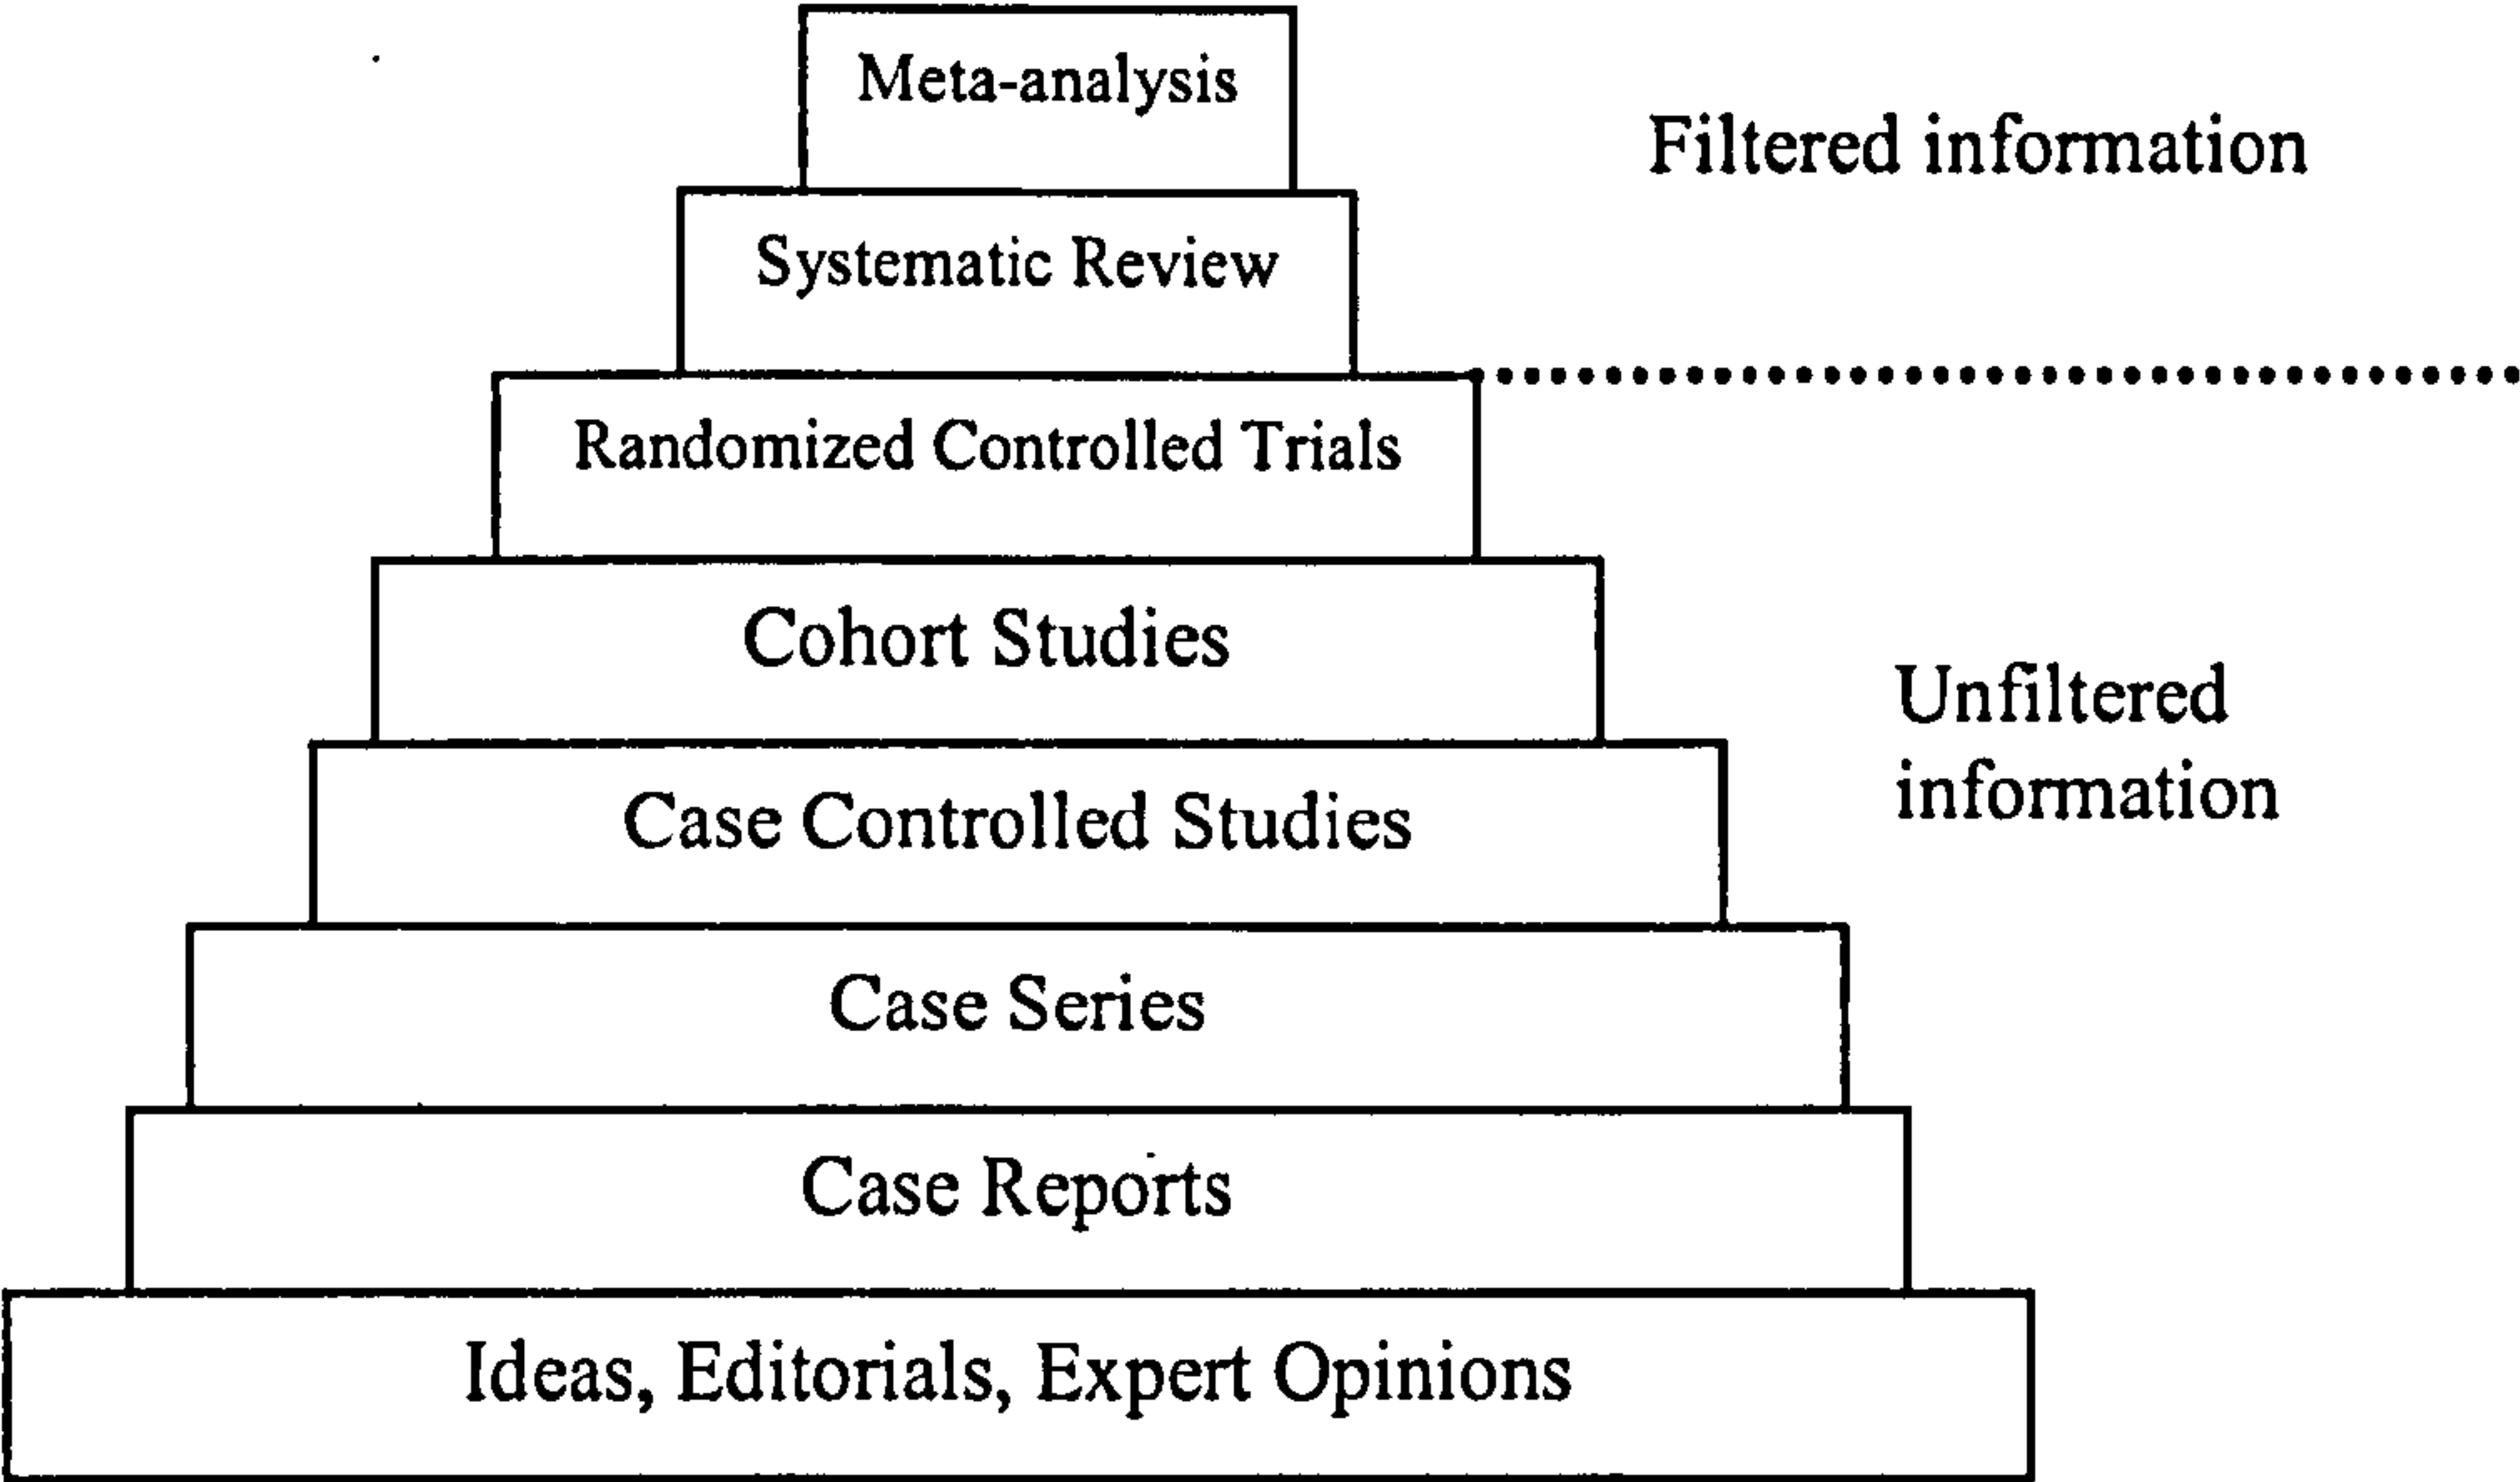 Meta-analysis
Filtered information
Systematic Review
Randomized Controlled Trials
Cohort Studies
Unfiltered
information
Case Controlled Studies
Case Series
Case Reports
Ideas, Editorials, Expert Opinions